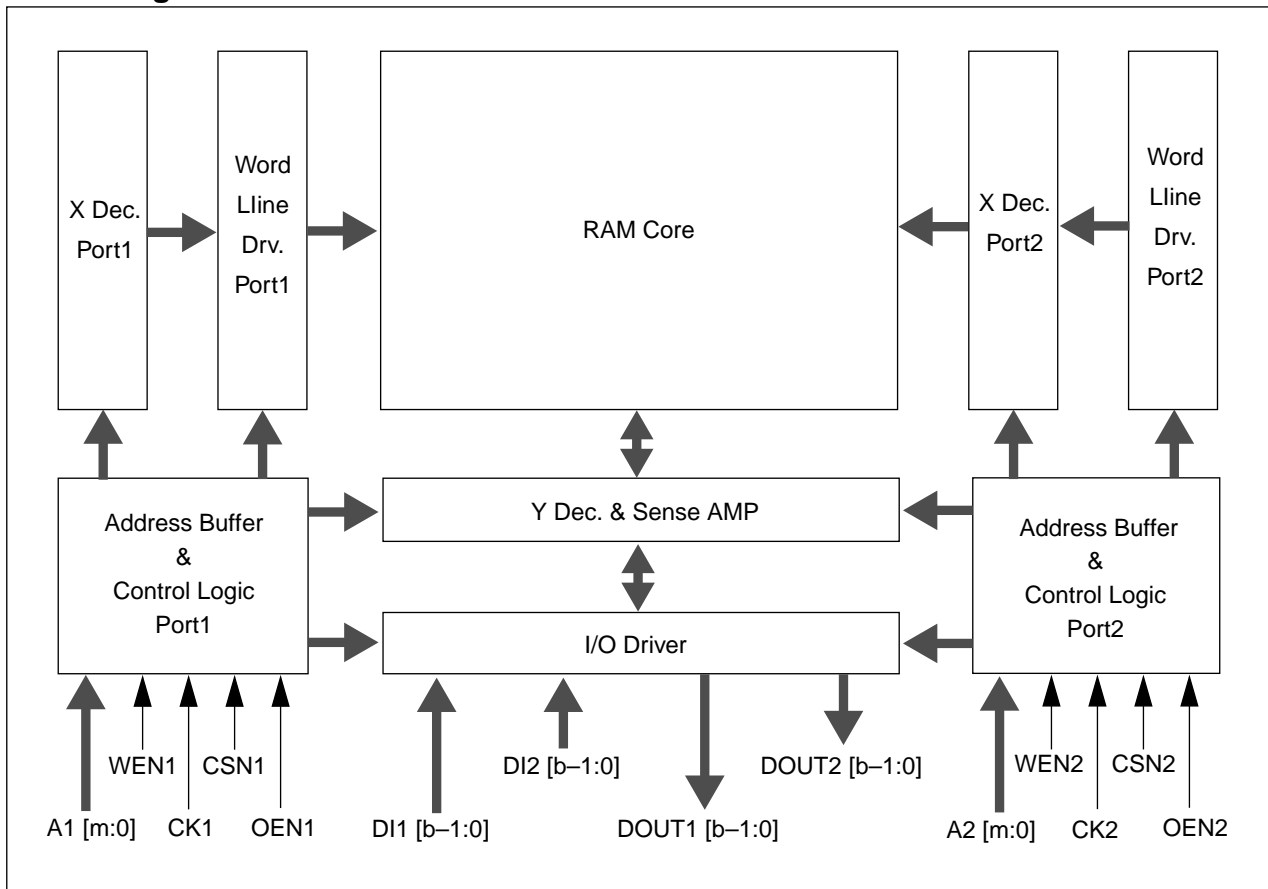 X Dec.
Port1
Word
Lline
Drv.
Port1
RAM Core
X Dec.
Port2
Word
Lline
Drv.
Port2
Address Buffer
&
Control Logic
Port1
Y Dec. & Sense AMP
I/O Driver
Address Buffer
&
Control Logic
Port2
WEN1
CSN1
DI2 [b–1:0]
DOUT2 [b–1:0]
WEN2
CSN2
A1 [m:0]
CK1
OEN1
DI1 [b–1:0]
DOUT1 [b–1:0]
A2 [m:0]
CK2
OEN2